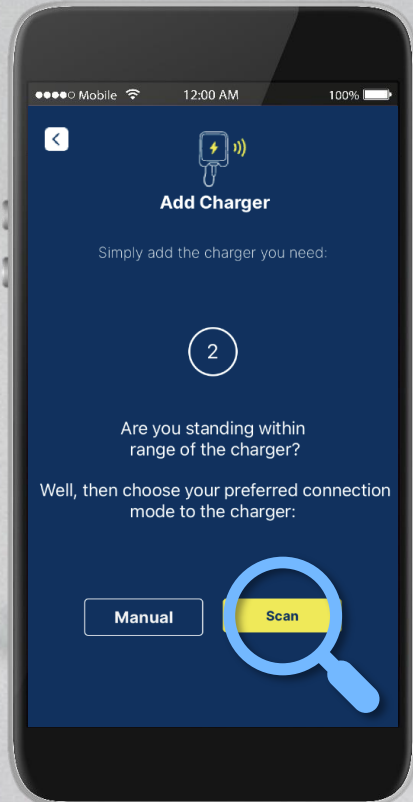 Mobile 12:00 AM 100%
Add Charger
Simply add the charger you need:
2
Are you standing within
range of the charger?
Well, then choose your preferred connection
mode to the charger:
Manual Scan